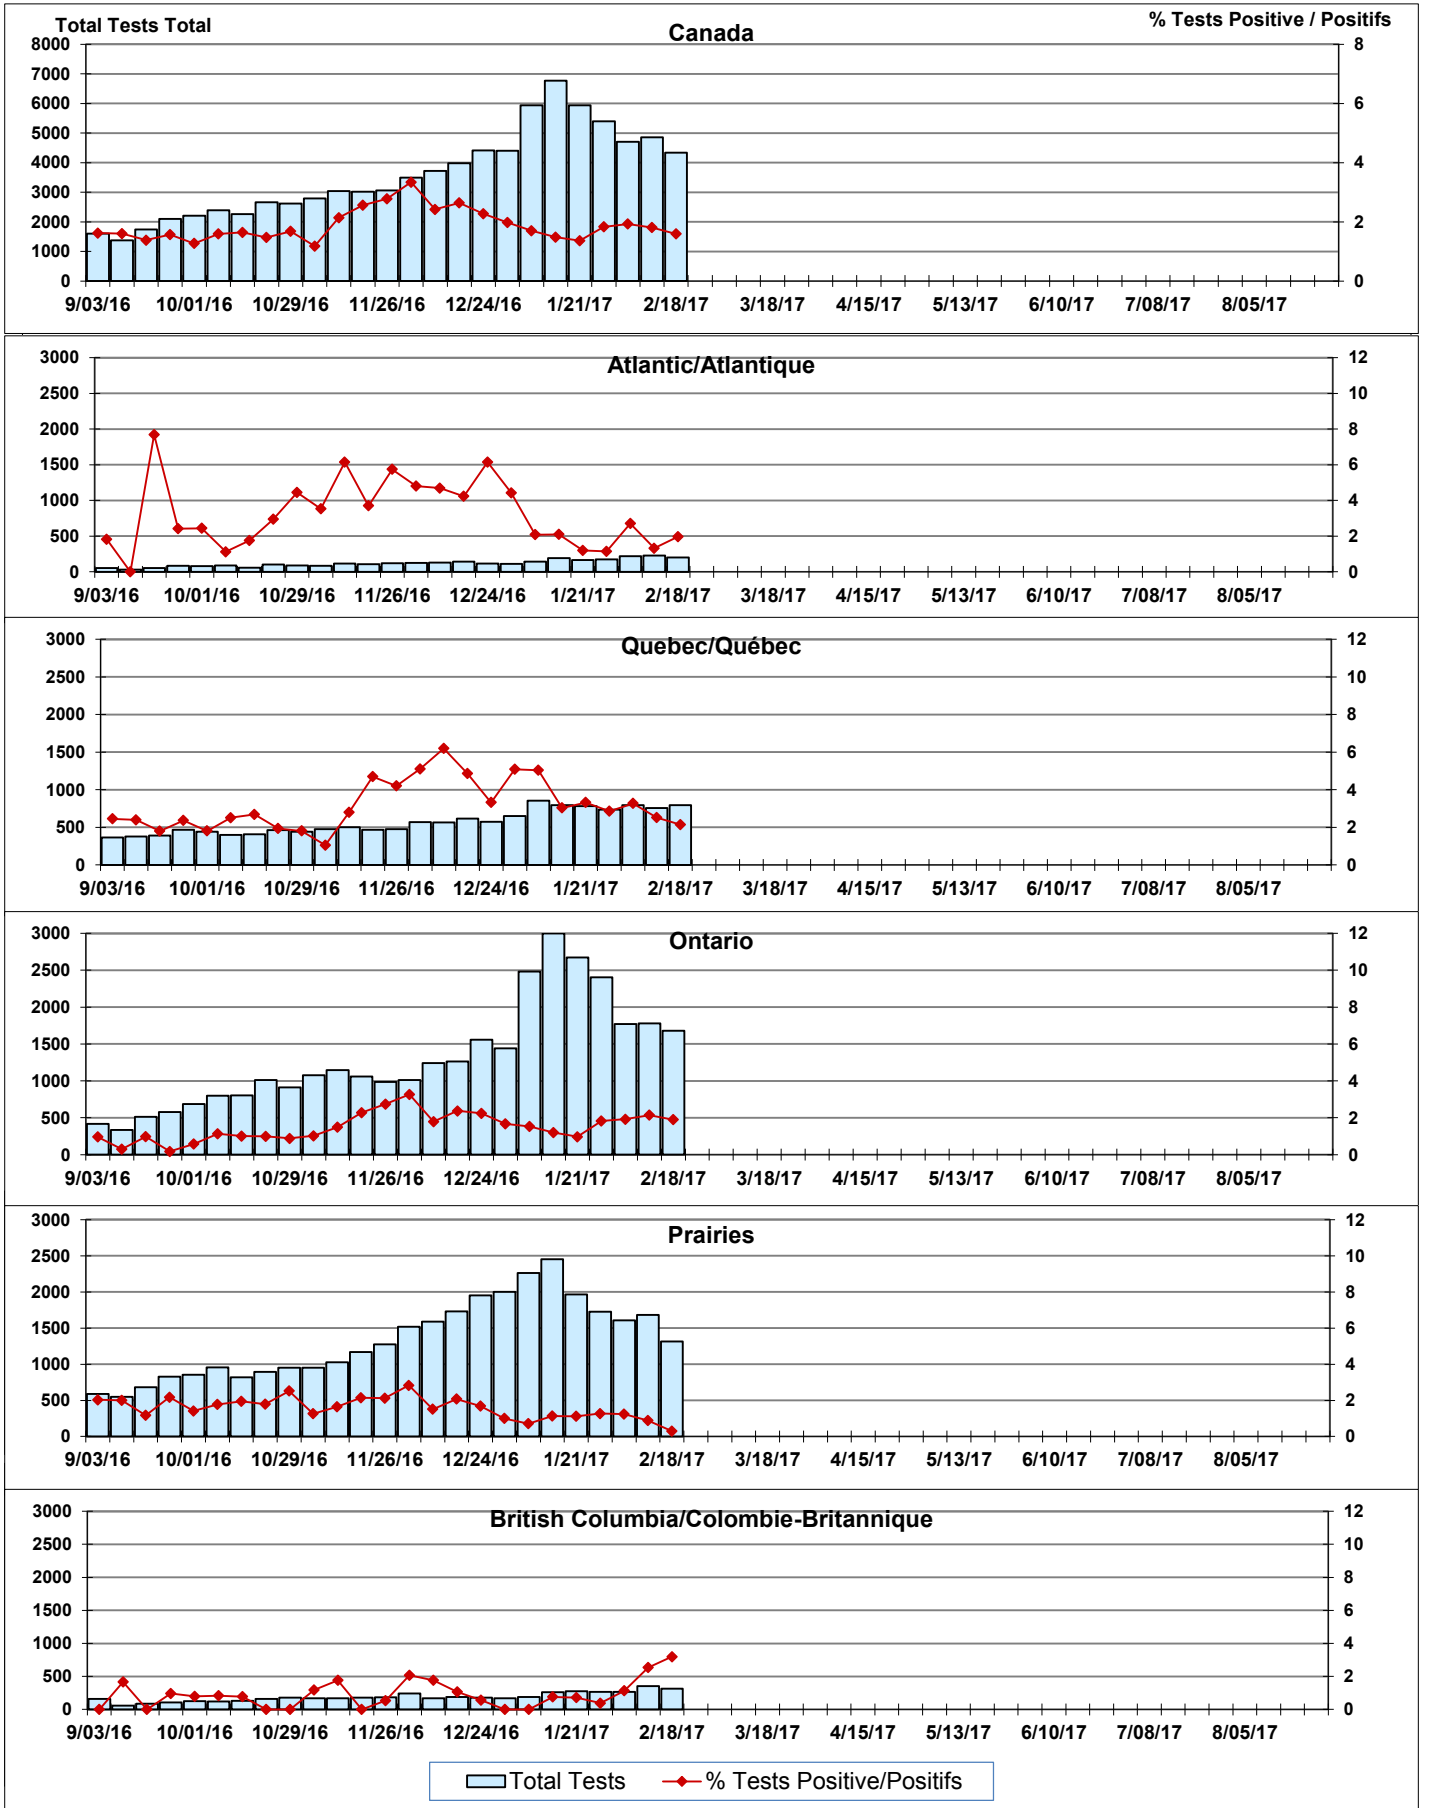 Total Tests Total
% Tests Positive / Positifs
Canada
8000 8
7000
6000 6
5000
4000 4
3000
2000 2
1000
0 0
9/03/16 10/01/16 10/29/16 11/26/16 12/24/16 1/21/17 2/18/17 3/18/17 4/15/17 5/13/17 6/10/17 7/08/17 8/05/17
Atlantic/Atlantique
3000 12
2500 10
2000 8
1500 6
1000 4
500 2
0 0
9/03/16 10/01/16 10/29/16 11/26/16 12/24/16 1/21/17 2/18/17 3/18/17 4/15/17 5/13/17 6/10/17 7/08/17 8/05/17
Quebec/Québec
3000 12
2500 10
2000 8
1500 6
1000 4
500 2
0 0
9/03/16 10/01/16 10/29/16 11/26/16 12/24/16 1/21/17 2/18/17 3/18/17 4/15/17 5/13/17 6/10/17 7/08/17 8/05/17
Ontario
3000 12
2500 10
2000 8
1500 6
1000 4
500 2
0 0
9/03/16 10/01/16 10/29/16 11/26/16 12/24/16 1/21/17 2/18/17 3/18/17 4/15/17 5/13/17 6/10/17 7/08/17 8/05/17
Prairies
3000 12
2500 10
2000 8
1500 6
1000 4
500 2
0 0
9/03/16 10/01/16 10/29/16 11/26/16 12/24/16 1/21/17 2/18/17 3/18/17 4/15/17 5/13/17 6/10/17 7/08/17 8/05/17
British Columbia/Colombie-Britannique
3000 12
2500 10
2000 8
1500 6
1000 4
500 2
0 0
9/03/16 10/01/16 10/29/16 11/26/16 12/24/16 1/21/17 2/18/17 3/18/17 4/15/17 5/13/17 6/10/17 7/08/17 8/05/17
Total Tests % Tests Positive/Positifs